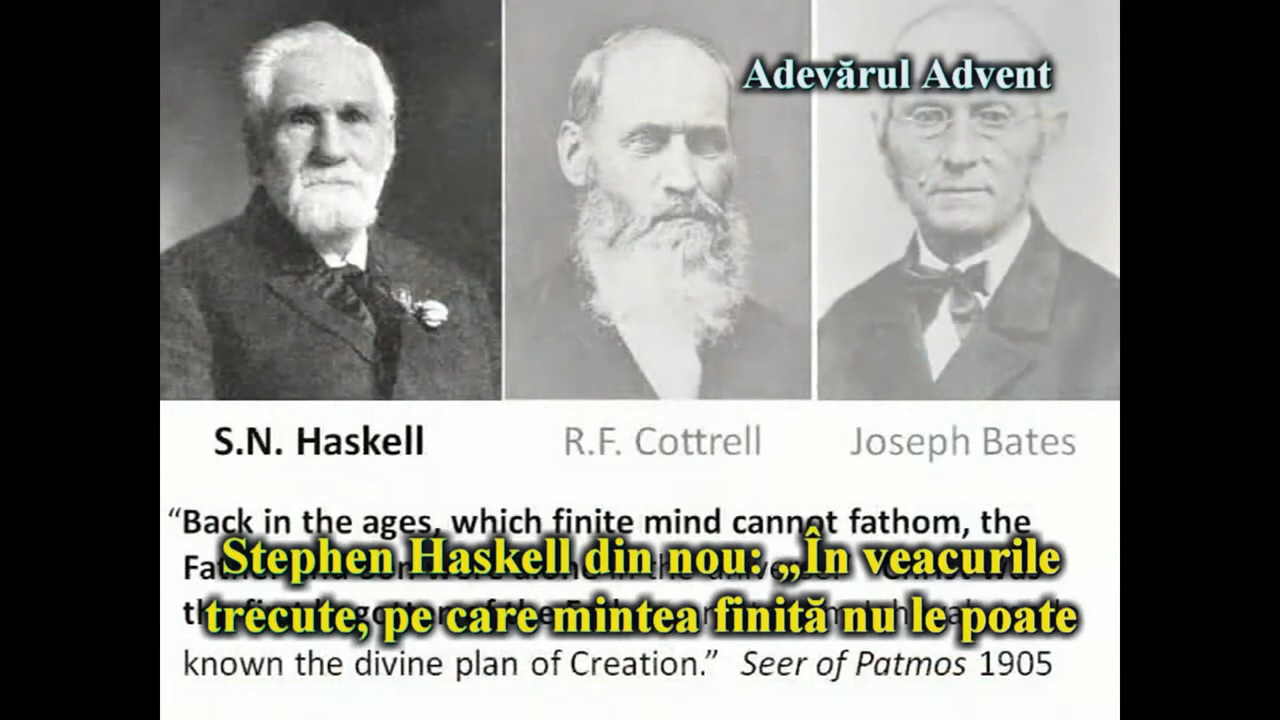 Adevărul Advent
S.N. Haskell
R.F. Cottrell
Joseph Bates
“Back in the ages, which finite mind cannot fathom, the
Stephen Haskell din nou: „În veacurile
trecute, pe care mintea finită nu le poate
known the divine plan of Creation.” Seer of Patmos 1905